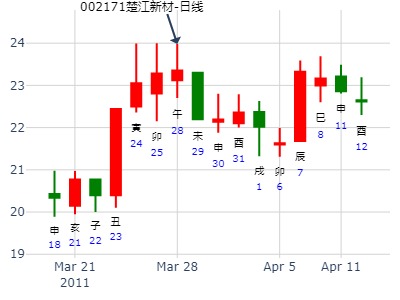 002171楚江新材-日线
24
23
22
21
20
19
申
18
亥
21
子
22
丑
23
寅
24
卯
25
午
28
未
29
申
30
酉
31
戌
1
卯
6
辰
7
巳
8
申
11
酉
12
Mar 21
2011
Mar 28
Apr 5
Apr 11